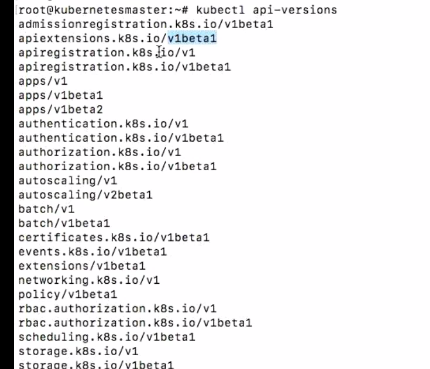 root@kubernetesmaster:~# kubectl api-versions
admissionregistration.k8s.io/v1beta1
apiextensions.k8s.io/v1beta1
apiregistration.k8s.io/v1
apiregistration.k8s.io/v1beta1
apps/v1
apps/v1beta1
apps/v1beta2
authentication.k8s.io/v1
authentication.k8s.io/v1beta1
authorization.k8s.io/v1
authorization.k8s.io/v1beta1
autoscaling/v1
autoscaling/v2beta1
batch/v1
batch/v1beta1
certificates.k8s.io/v1beta1
events.k8s.io/v1beta1
extensions/v1beta1
networking.k8s.io/v1
policy/v1beta1
rbac.authorization.k8s.io/v1
rbac.authorization.k8s.io/v1beta1
scheduling.k8s.io/v1beta1
storage.k8s.io/v1
storage.k8s.io/v1beta1